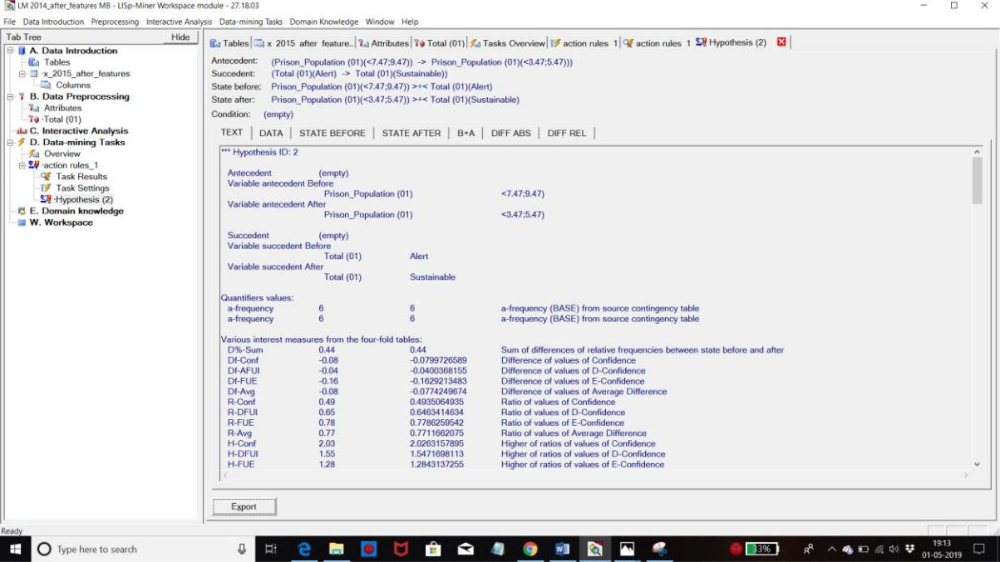 LM 2014_after_features MB - LISp-Miner Workspace module - 27.18.03
File Data Introduction Preprocessing Interactive Analysis Data-mining Tasks Domain Knowledge Window Help
Tab Tree Hide
A. Data Introduction
Tables
x_2015_after_features
Columns
B. Data Preprocessing
Attributes
Total (01)
C. Interactive Analysis
D. Data-mining Tasks
Overview
action rules_1
Task Results
Task Settings
Hypothesis (2)
E. Domain knowledge
W. Workspace
Tables x 2015 after feature.. Attributes Total (01) Tasks Overview action rules 1 action rules 1 Hypothesis (2)
Antecedent: (Prison_Population (01)(<7.47;9.47)) -> Prison_Population (01)(<3.47;5.47)))
Succedent: (Total (01)(Alert) -> Total (01)(Sustainable))
State before: Prison_Population (01)(<7.47;9.47)) >÷< Total (01)(Alert)
State after: Prison_Population (01)(<3.47;5.47)) >÷< Total (01)(Sustainable)
Condition: (empty)
TEXT DATA STATE BEFORE STATE AFTER B+A DIFF ABS DIFF REL
*** Hypothesis ID: 2
Antecedent (empty)
Variable antecedent Before
Prison_Population (01) <7.47;9.47)
Variable antecedent After
Prison_Population (01) <3.47;5.47)
Succedent (empty)
Variable succedent Before
Total (01) Alert
Variable succedent After
Total (01) Sustainable
Quantifiers values:
a-frequency 6 6 a-frequency (BASE) from source contingency table
a-frequency 6 6 a-frequency (BASE) from source contingency table
Various interest measures from the four-fold tables:
D%-Sum 0.44 0.44 Sum of differences of relative frequencies between state before and after
Df-Conf -0.08 -0.0799726589 Difference of values of Confidence
Df-AFUI -0.04 -0.0400368155 Difference of values of D-Confidence
Df-FUE -0.16 -0.1629213483 Difference of values of E-Confidence
Df-Avg -0.08 -0.0774249674 Difference of values of Average Difference
R-Conf 0.49 0.4935064935 Ratio of values of Confidence
R-DFUI 0.65 0.6463414634 Ratio of values of D-Confidence
R-FUE 0.78 0.7786259542 Ratio of values of E-Confidence
R-Avg 0.77 0.7711662075 Ratio of values of Average Difference
H-Conf 2.03 2.0263157895 Higher of ratios of values of Confidence
H-DFUI 1.55 1.5471698113 Higher of ratios of values of D-Confidence
H-FUE 1.28 1.2843137255 Higher of ratios of values of E-Confidence
Export
Ready
Type here to search
33%
19:13
01-05-2019